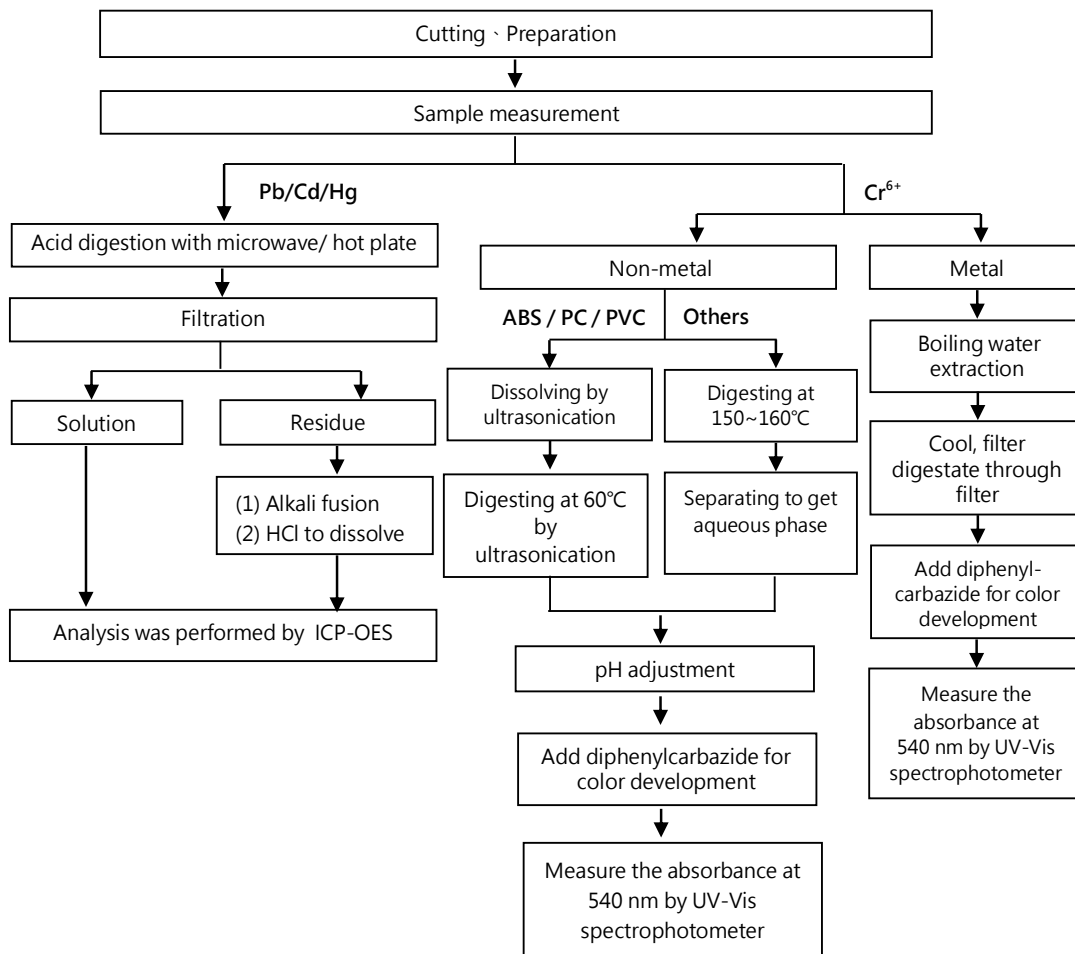 Cutting、Preparation
Sample measurement
Pb/Cd/Hg
Acid digestion with microwave/ hot plate
Filtration
Solution
Residue
(1) Alkali fusion
(2) HCl to dissolve
Analysis was performed by ICP-OES
Cr⁶⁺
Non-metal
ABS / PC / PVC
Others
Dissolving by
ultrasonication
Digesting at 60℃
by
ultrasonication
Digesting at
150~160℃
Separating to get
aqueous phase
pH adjustment
Add diphenylcarbazide for
color development
Measure the absorbance at
540 nm by UV-Vis
spectrophotometer
Metal
Boiling water
extraction
Cool, filter
digestate through
filter
Add diphenyl-
carbazide for color
development
Measure the
absorbance at
540 nm by UV-Vis
spectrophotometer